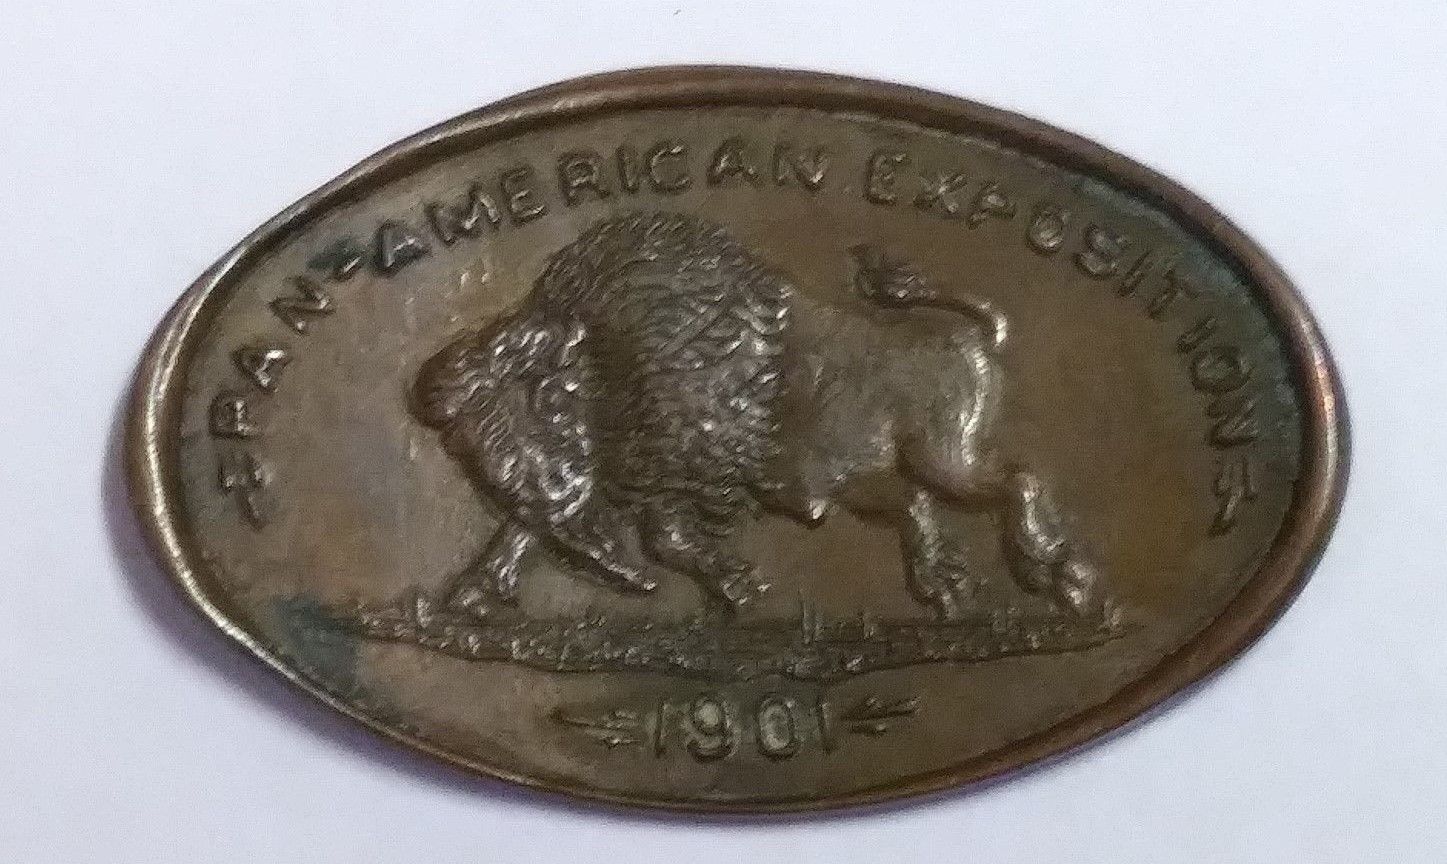 PAN-AMERICAN EXPOSITION
1901